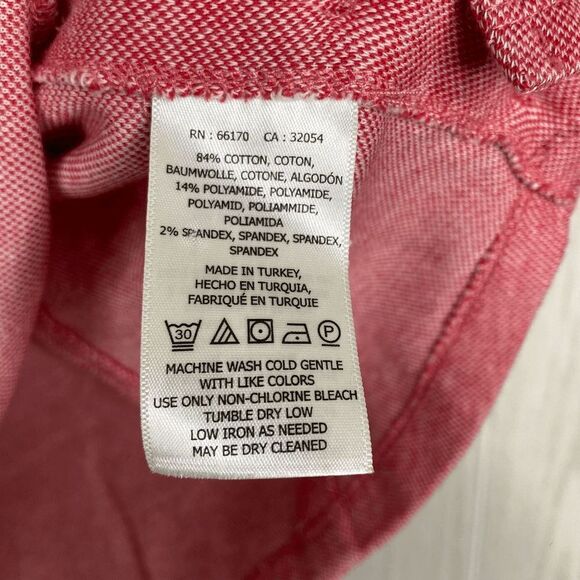 RN : 66170 CA : 32054
84% COTTON, COTON,
BAUMWOLLE, COTONE, ALGODÓN
14% POLYAMIDE, POLYAMIDE,
POLYAMID, POLIAMMIDE,
POLIAMIDA
2% SPANDEX, SPANDEX, SPANDEX,
SPANDEX
MADE IN TURKEY,
HECHO EN TURQUIA,
FABRIQUÉ EN TURQUIE
30 P
MACHINE WASH COLD GENTLE
WITH LIKE COLORS
USE ONLY NON-CHLORINE BLEACH
TUMBLE DRY LOW
LOW IRON AS NEEDED
MAY BE DRY CLEANED